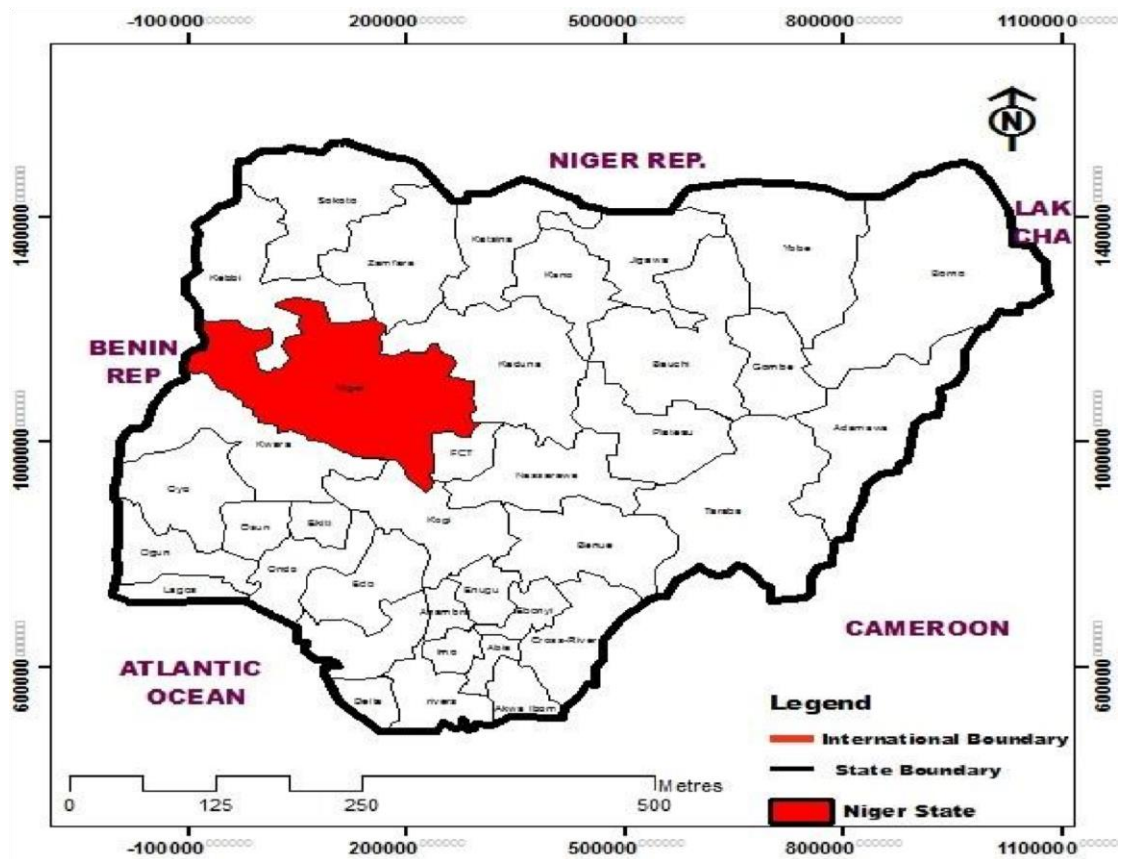 -100000
200000
500000
800000
1100000
NIGER REP.
N
LAK
CHA
1400000
1400000
Sokoto
Katsina
Jigawa
Yobe
Zamfara
Kano
Kebbi
Borno
BENIN
REP
Kaduna
Bauchi
Gombe
Niger
Adamawa
Plateau
Kwara
1000000
1000000
FCT
Nassarawa
Oyo
Taraba
Kogi
Osun
Ekiti
Benue
Ogun
Ondo
Edo
Lagos
Enugu
Anambra
Ebonyi
Cross-River
CAMEROON
Imo
Abia
ATLANTIC
OCEAN
600000
600000
Delta
rivers
Akwa Ibom
Legend
International Boundary
State Boundary
Niger State
Metres
0
125
250
500
-100000
200000
500000
800000
1100000